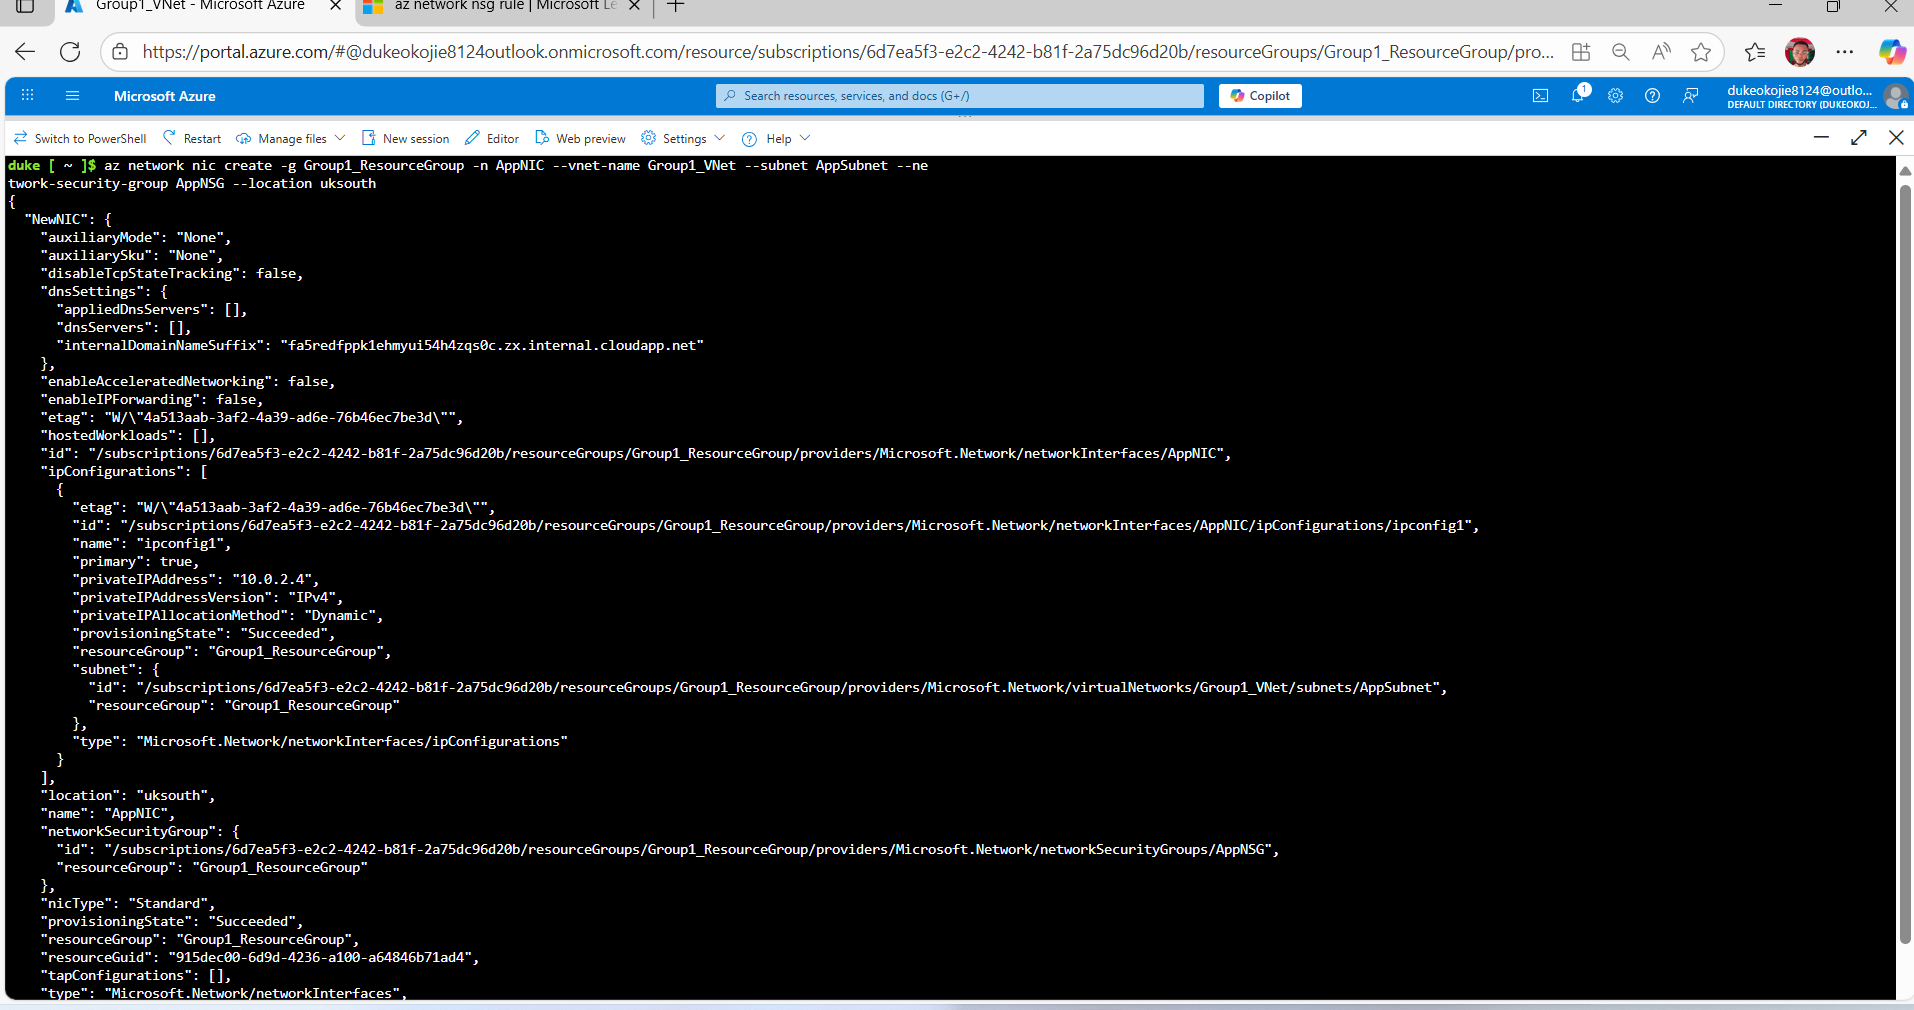 Group1_VNet - Microsoft Azure
az network nsg rule | Microsoft Le
https://portal.azure.com/#@dukeokojie8124outlook.onmicrosoft.com/resource/subscriptions/6d7ea5f3-e2c2-4242-b81f-2a75dc96d20b/resourceGroups/Group1_ResourceGroup/pro...
Microsoft Azure
Search resources, services, and docs (G+/)
Copilot
1
dukeokojie8124@outlo...
DEFAULT DIRECTORY (DUKEOKOJ...
Switch to PowerShell Restart Manage files New session Editor Web preview Settings Help
duke [ ~ ]$ az network nic create -g Group1_ResourceGroup -n AppNIC --vnet-name Group1_VNet --subnet AppSubnet --ne
twork-security-group AppNSG --location uksouth
{
"NewNIC": {
"auxiliaryMode": "None",
"auxiliarySku": "None",
"disableTcpStateTracking": false,
"dnsSettings": {
"appliedDnsServers": [],
"dnsServers": [],
"internalDomainNameSuffix": "fa5redfppk1ehmyui54h4zqs0c.zx.internal.cloudapp.net"
},
"enableAcceleratedNetworking": false,
"enableIPForwarding": false,
"etag": "W/\"4a513aab-3af2-4a39-ad6e-76b46ec7be3d\"",
"hostedWorkloads": [],
"id": "/subscriptions/6d7ea5f3-e2c2-4242-b81f-2a75dc96d20b/resourceGroups/Group1_ResourceGroup/providers/Microsoft.Network/networkInterfaces/AppNIC",
"ipConfigurations": [
{
"etag": "W/\"4a513aab-3af2-4a39-ad6e-76b46ec7be3d\"",
"id": "/subscriptions/6d7ea5f3-e2c2-4242-b81f-2a75dc96d20b/resourceGroups/Group1_ResourceGroup/providers/Microsoft.Network/networkInterfaces/AppNIC/ipConfigurations/ipconfig1",
"name": "ipconfig1",
"primary": true,
"privateIPAddress": "10.0.2.4",
"privateIPAddressVersion": "IPv4",
"privateIPAllocationMethod": "Dynamic",
"provisioningState": "Succeeded",
"resourceGroup": "Group1_ResourceGroup",
"subnet": {
"id": "/subscriptions/6d7ea5f3-e2c2-4242-b81f-2a75dc96d20b/resourceGroups/Group1_ResourceGroup/providers/Microsoft.Network/virtualNetworks/Group1_VNet/subnets/AppSubnet",
"resourceGroup": "Group1_ResourceGroup"
},
"type": "Microsoft.Network/networkInterfaces/ipConfigurations"
}
],
"location": "uksouth",
"name": "AppNIC",
"networkSecurityGroup": {
"id": "/subscriptions/6d7ea5f3-e2c2-4242-b81f-2a75dc96d20b/resourceGroups/Group1_ResourceGroup/providers/Microsoft.Network/networkSecurityGroups/AppNSG",
"resourceGroup": "Group1_ResourceGroup"
},
"nicType": "Standard",
"provisioningState": "Succeeded",
"resourceGroup": "Group1_ResourceGroup",
"resourceGuid": "915dec00-6d9d-4236-a100-a64846b71ad4",
"tapConfigurations": [],
"type": "Microsoft.Network/networkInterfaces",